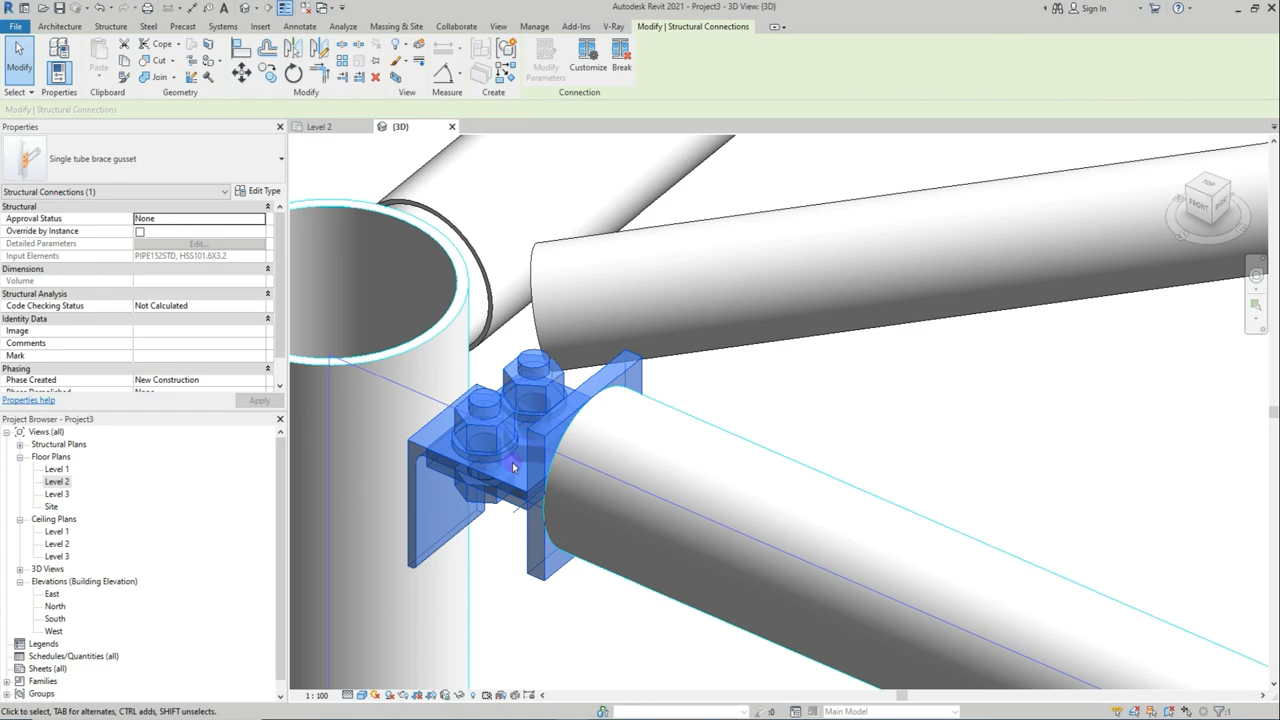 Autodesk Revit 2021 - Project3 - 3D View: {3D}
Sign In
File Architecture Structure Steel Precast Systems Insert Annotate Analyze Massing & Site Collaborate View Manage Add-Ins V-Ray Modify | Structural Connections
Modify
Properties
Paste
Cope
Cut
Join
Modify Parameters
Customize
Break
Select Properties Clipboard Geometry Modify View Measure Create Connection
Modify | Structural Connections
Properties
Level 2
{3D}
Single tube brace gusset
Structural Connections (1)
Edit Type
Structural
Approval Status None
Override by Instance
Detailed Parameters Edit...
Input Elements PIPE152STD, HSS101.6X3.2
Dimensions
Volume
Structural Analysis
Code Checking Status Not Calculated
Identity Data
Image
Comments
Mark
Phasing
Phase Created New Construction
Properties help
Apply
Project Browser - Project3
Views (all)
Structural Plans
Floor Plans
Level 1
Level 2
Level 3
Site
Ceiling Plans
Level 1
Level 2
Level 3
3D Views
Elevations (Building Elevation)
East
North
South
West
Legends
Schedules/Quantities (all)
Sheets (all)
Families
Groups
TOP
FRONT
RIGHT
1 : 100
Click to select, TAB for alternates, CTRL adds, SHIFT unselects.
:0
Main Model
:1